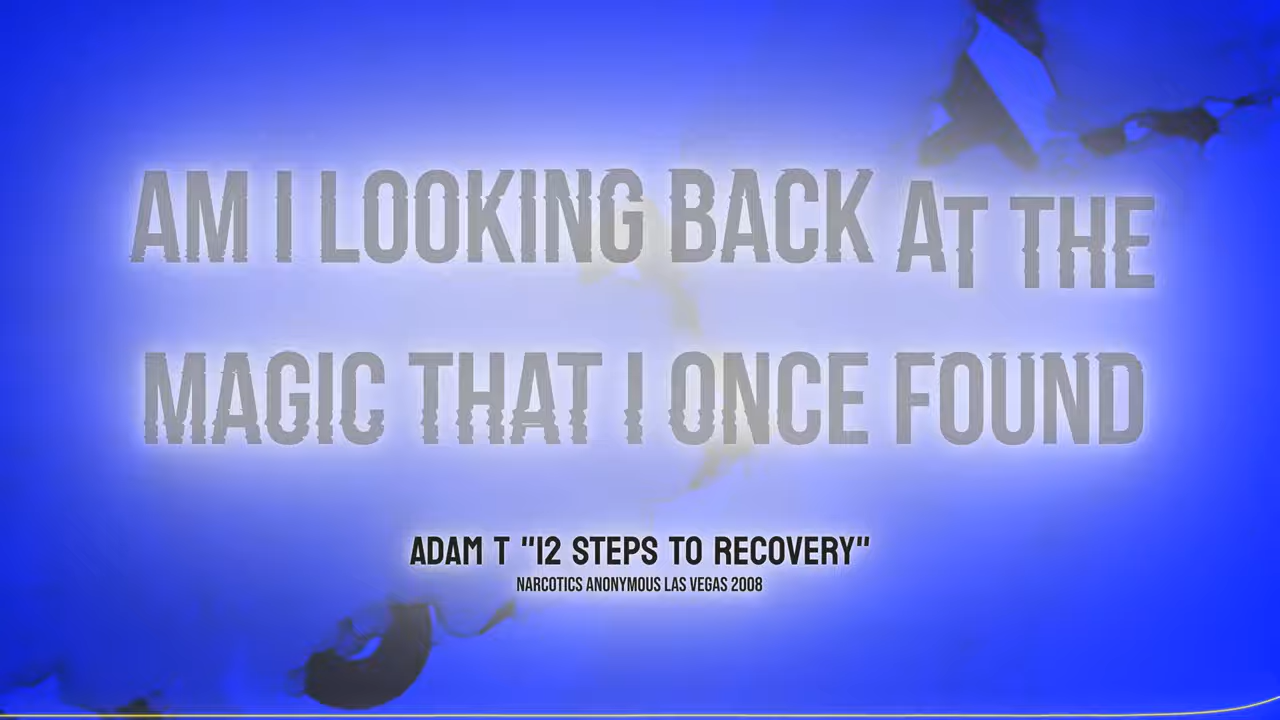 AM I LOOKING BACK AT THE
MAGIC THAT I ONCE FOUND
ADAM T "12 STEPS TO RECOVERY"
NARCOTICS ANONYMOUS LAS VEGAS 2008